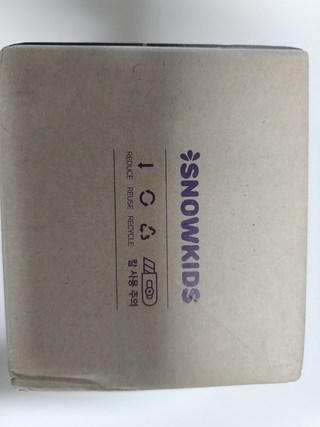 SNOWKIDS
REDUCE REUSE RECYCLE 칼 사용 주의